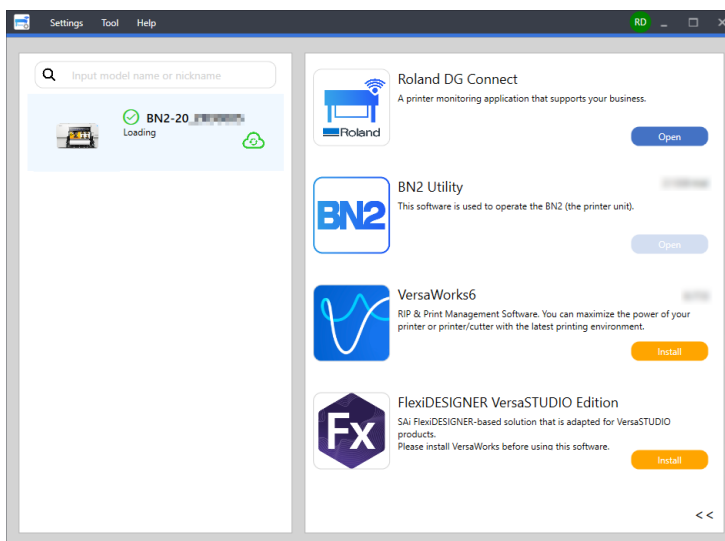 Settings Tool Help RD
Input model name or nickname
BN2-20
Loading
Roland DG Connect
A printer monitoring application that supports your business.
Roland
Open
BN2
BN2 Utility
This software is used to operate the BN2 (the printer unit).
Open
VersaWorks6
RIP & Print Management Software. You can maximize the power of your
printer or printer/cutter with the latest printing environment.
Install
Fx
FlexiDESIGNER VersaSTUDIO Edition
SAi FlexiDESIGNER-based solution that is adapted for VersaSTUDIO
products.
Please install VersaWorks before using this software.
Install
<<